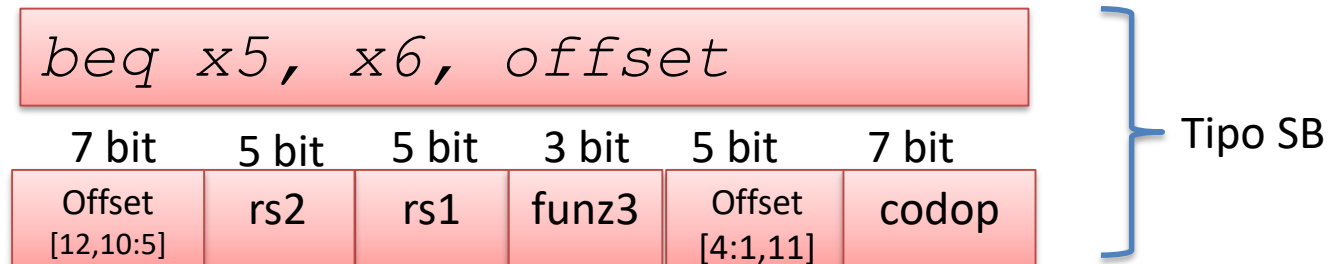 beq x5, x6, offset
7 bit 5 bit 5 bit 3 bit 5 bit 7 bit
Tipo SB
Offset rs2 rs1 funz3 Offset codop
[12,10:5] [4:1,11]